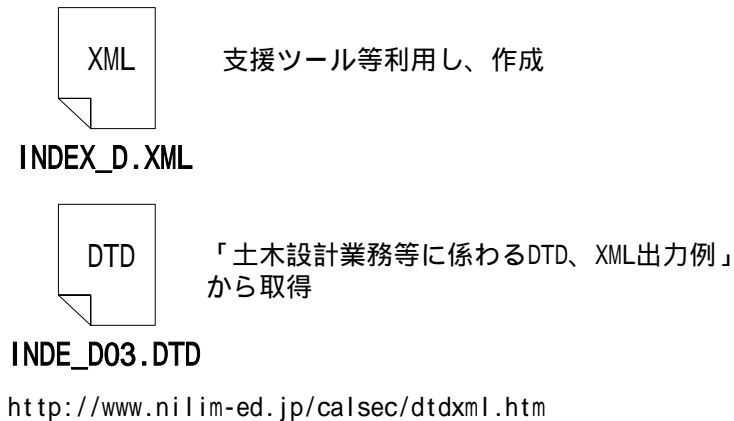 XML
支援ツール等利用し、作成
INDEX_D.XML
DTD
「土木設計業務等に係わるDTD、XML出力例」
から取得
INDE_D03.DTD
http://www.nilim-ed.jp/calsec/dtdxml.htm